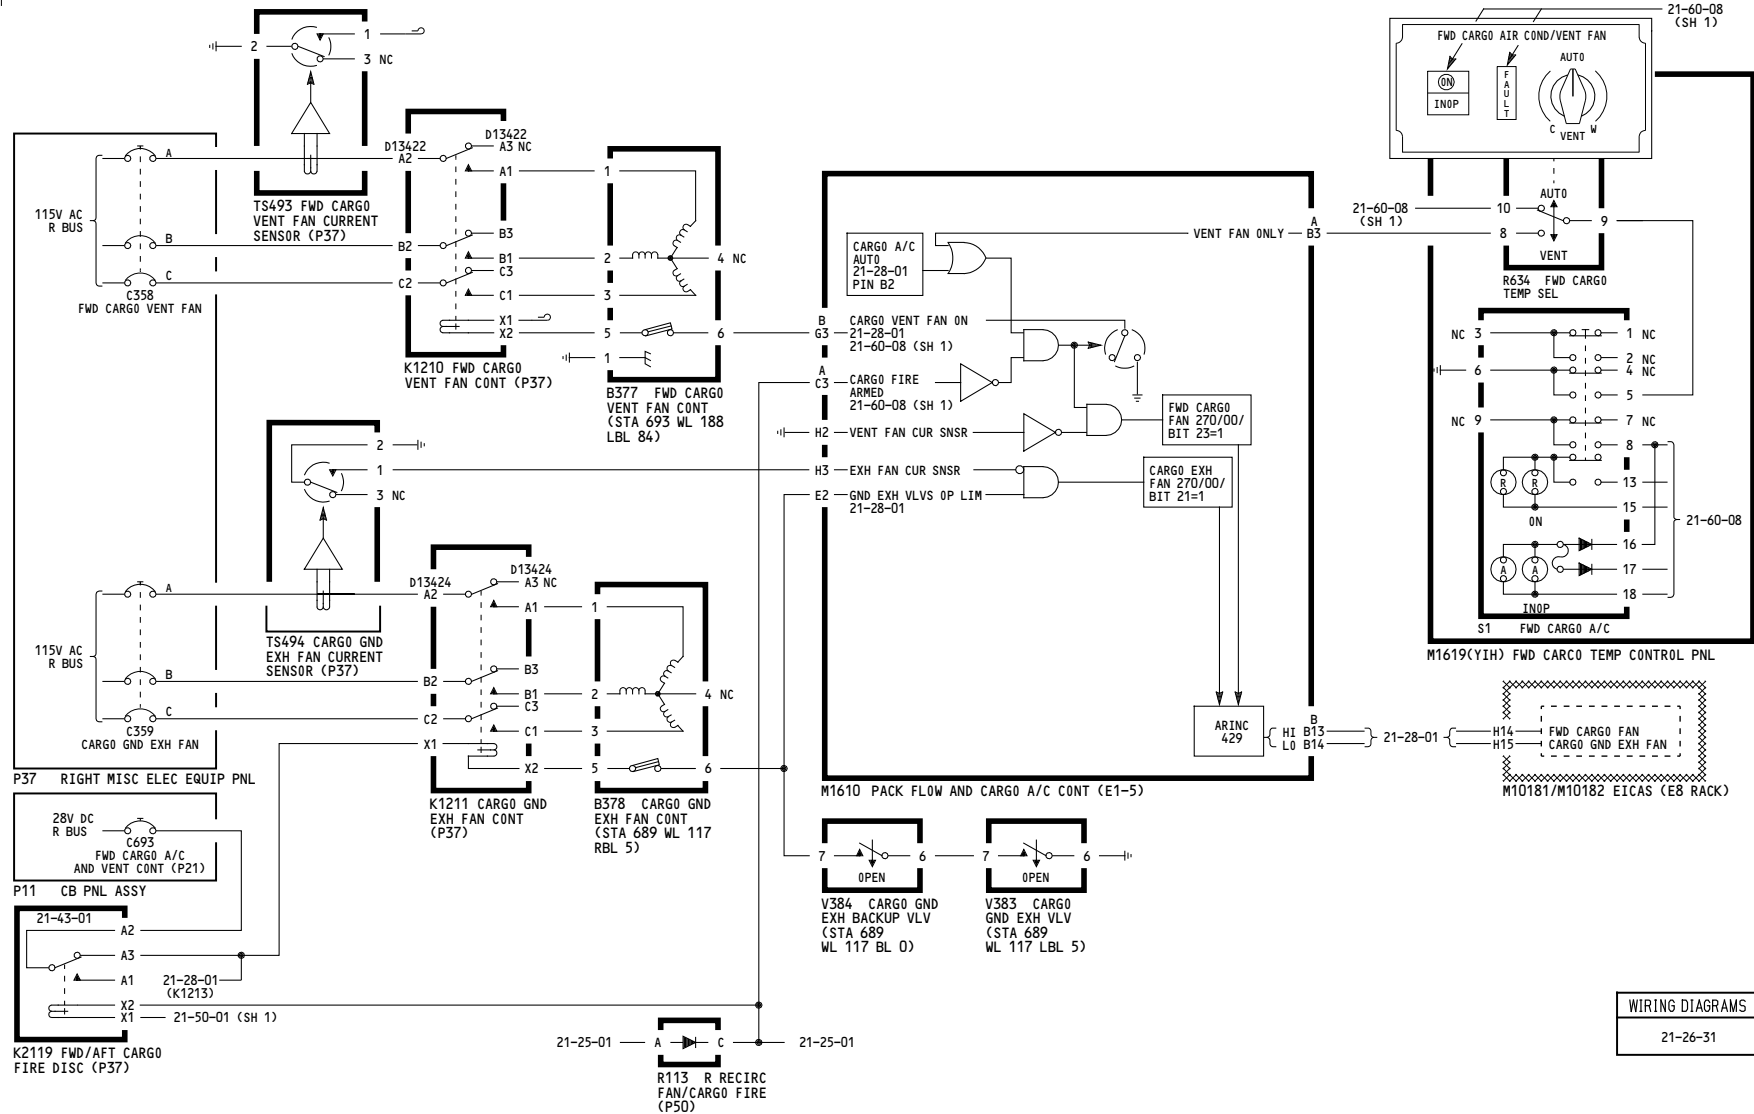 21-60-08
(SH 1)
FWD CARGO AIR COND/VENT FAN
AUTO
ON
INOP
FAULT
C
VENT
W
2
1
3 NC
TS493 FWD CARGO
VENT FAN CURRENT
SENSOR (P37)
115V AC
R BUS
A
B
C
C358
FWD CARGO VENT FAN
D13422
D13422
A3 NC
A2
A1
B3
B2
B1
C3
C2
C1
X1
X2
K1210 FWD CARGO
VENT FAN CONT (P37)
1
2
3
4 NC
5
6
1
B377 FWD CARGO
VENT FAN CONT
(STA 693 WL 188
LBL 84)
CARGO A/C
AUTO
21-28-01
PIN B2
VENT FAN ONLY
A
B3
B
G3
CARGO VENT FAN ON
21-28-01
21-60-08 (SH 1)
A
C3
CARGO FIRE
ARMED
21-60-08 (SH 1)
H2
VENT FAN CUR SNSR
H3
EXH FAN CUR SNSR
E2
GND EXH VLVS OP LIM
21-28-01
FWD CARGO
FAN 270/00/
BIT 23=1
CARGO EXH
FAN 270/00/
BIT 21=1
ARINC
429
B
HI B13
LO B14
21-28-01
M1610 PACK FLOW AND CARGO A/C CONT (E1-5)
21-60-08
(SH 1)
10
8
AUTO
9
VENT
R634 FWD CARGO
TEMP SEL
NC 3
1 NC
2 NC
6
4 NC
5
NC 9
7 NC
8
R
R
13
15
ON
21-60-08
16
A
A
17
18
INOP
S1 FWD CARGO A/C
M1619(YIH) FWD CARCO TEMP CONTROL PNL
H14
FWD CARGO FAN
H15
CARGO GND EXH FAN
M10181/M10182 EICAS (E8 RACK)
2
1
3 NC
TS494 CARGO GND
EXH FAN CURRENT
SENSOR (P37)
115V AC
R BUS
A
B
C
C359
CARGO GND EXH FAN
P37 RIGHT MISC ELEC EQUIP PNL
D13424
D13424
A3 NC
A2
A1
B3
B2
B1
C3
C2
C1
X1
X2
K1211 CARGO GND
EXH FAN CONT
(P37)
1
2
3
4 NC
5
6
B378 CARGO GND
EXH FAN CONT
(STA 689 WL 117
RBL 5)
28V DC
R BUS
C693
FWD CARGO A/C
AND VENT CONT (P21)
P11 CB PNL ASSY
21-43-01
A2
A3
A1
21-28-01
(K1213)
X2
X1
21-50-01 (SH 1)
K2119 FWD/AFT CARGO
FIRE DISC (P37)
7
6
OPEN
V384 CARGO GND
EXH BACKUP VLV
(STA 689
WL 117 BL 0)
7
6
OPEN
V383 CARGO
GND EXH VLV
(STA 689
WL 117 LBL 5)
21-25-01
A
C
21-25-01
R113 R RECIRC
FAN/CARGO FIRE
(P50)
WIRING DIAGRAMS
21-26-31